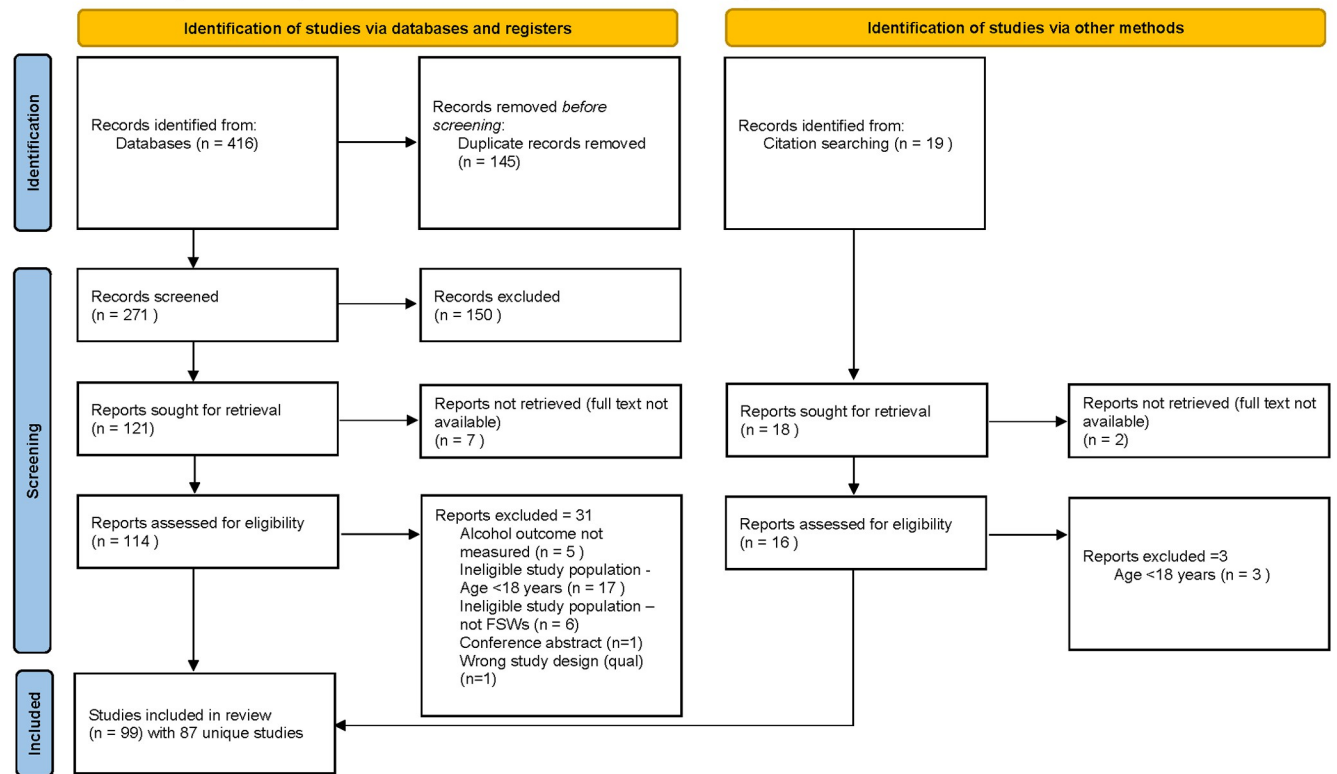 Identification of studies via databases and registers
Identification of studies via other methods
Identification
Records identified from:
Databases (n = 416)
Records removed before
screening:
Duplicate records removed
(n = 145)
Records identified from:
Citation searching (n = 19 )
Screening
Records screened
(n = 271 )
Records excluded
(n = 150 )
Reports sought for retrieval
(n = 121)
Reports not retrieved (full text not
available)
(n = 7 )
Reports sought for retrieval
(n = 18 )
Reports not retrieved (full text not
available)
(n = 2)
Reports assessed for eligibility
(n = 114 )
Reports excluded = 31
Alcohol outcome not
measured (n = 5 )
Ineligible study population -
Age <18 years (n = 17 )
Ineligible study population –
not FSWs (n = 6)
Conference abstract (n=1)
Wrong study design (qual)
(n=1)
Reports assessed for eligibility
(n = 16 )
Reports excluded =3
Age <18 years (n = 3 )
Included
Studies included in review
(n = 99) with 87 unique studies